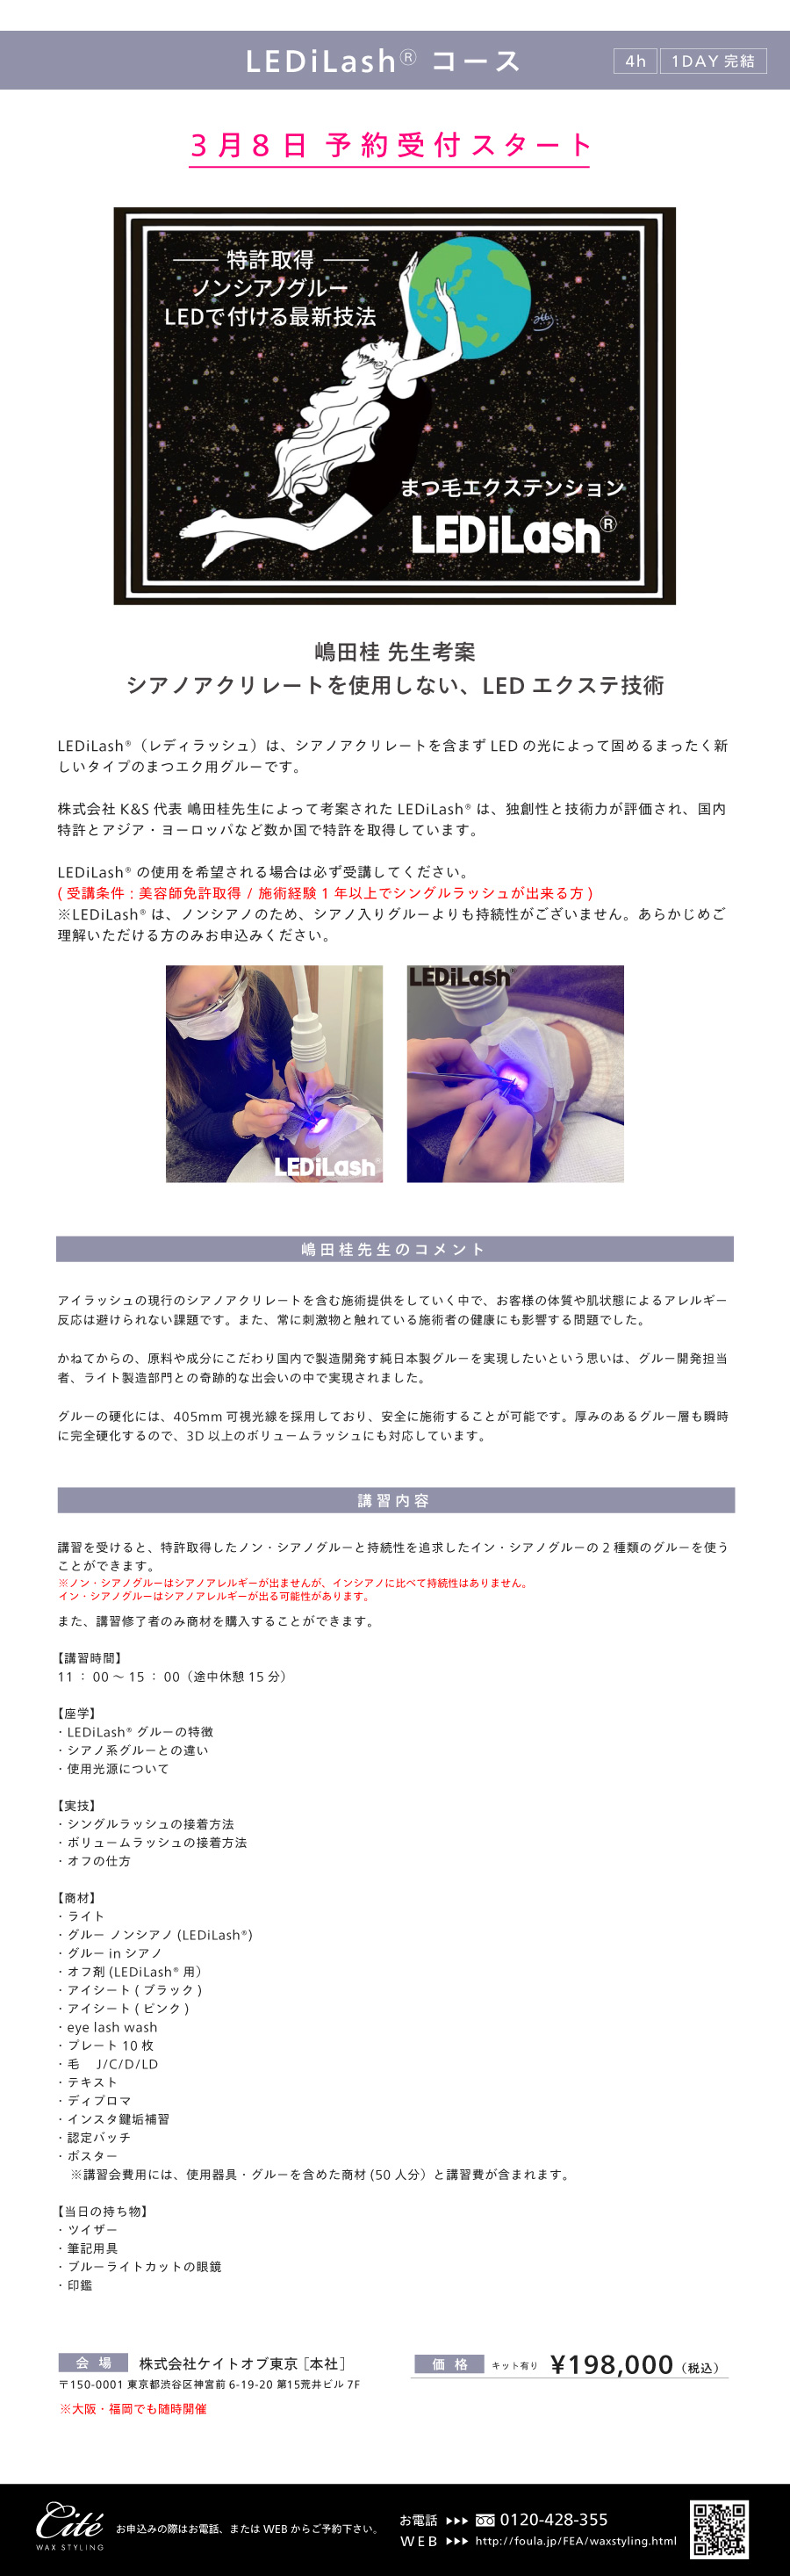 LEDiLash® コース
4h
1DAY 完結
3月8日 予約受付スタート
特許取得
ノンシアノグルー
LEDで付ける最新技法
まつ毛エクステンション
LEDiLash®
嶋田桂 先生考案
シアノアクリレートを使用しない、LED エクステ技術
LEDiLash®（レディラッシュ）は、シアノアクリレートを含まず LED の光によって固めるまったく新
しいタイプのまつエク用グルーです。
株式会社 K&S 代表 嶋田桂先生によって考案された LEDiLash® は、独創性と技術力が評価され、国内
特許とアジア・ヨーロッパなど数か国で特許を取得しています。
LEDiLash® の使用を希望される場合は必ず受講してください。
( 受講条件 : 美容師免許取得 / 施術経験 1 年以上でシングルラッシュが出来る方 )
※LEDiLash® は、ノンシアノのため、シアノ入りグルーよりも持続性がございません。あらかじめご
理解いただける方のみお申込みください。
LEDiLash®
LEDiLash®
嶋田桂先生のコメント
アイラッシュの現行のシアノアクリレートを含む施術提供をしていく中で、お客様の体質や肌状態によるアレルギー
反応は避けられない課題です。また、常に刺激物と触れている施術者の健康にも影響する問題でした。
かねてからの、原料や成分にこだわり国内で製造開発す純日本製グルーを実現したいという思いは、グルー開発担当
者、ライト製造部門との奇跡的な出会いの中で実現されました。
グルーの硬化には、405mm 可視光線を採用しており、安全に施術することが可能です。厚みのあるグルー層も瞬時
に完全硬化するので、3D 以上のボリュームラッシュにも対応しています。
講習内容
講習を受けると、特許取得したノン・シアノグルーと持続性を追求したイン・シアノグルーの 2 種類のグルーを使う
ことができます。
※ノン・シアノグルーはシアノアレルギーが出ませんが、インシアノに比べて持続性はありません。
イン・シアノグルーはシアノアレルギーが出る可能性があります。
また、講習修了者のみ商材を購入することができます。
【講習時間】
11 ： 00 ～ 15 ： 00（途中休憩 15 分）
【座学】
・LEDiLash® グルーの特徴
・シアノ系グルーとの違い
・使用光源について
【実技】
・シングルラッシュの接着方法
・ボリュームラッシュの接着方法
・オフの仕方
【商材】
・ライト
・グルー ノンシアノ (LEDiLash®)
・グルー in シアノ
・オフ剤 (LEDiLash® 用）
・アイシート ( ブラック )
・アイシート ( ピンク )
・eye lash wash
・プレート 10 枚
・毛　J/C/D/LD
・テキスト
・ディプロマ
・インスタ鍵垢補習
・認定バッチ
・ポスター
※講習会費用には、使用器具・グルーを含めた商材 (50 人分）と講習費が含まれます。
【当日の持ち物】
・ツイザー
・筆記用具
・ブルーライトカットの眼鏡
・印鑑
会 場 株式会社ケイトオブ東京［本社］
〒150-0001 東京都渋谷区神宮前 6-19-20 第15荒井ビル 7F
※大阪・福岡でも随時開催
価 格 キット有り ¥198,000（税込）
Cité
WAX STYLING
お申込みの際はお電話、または WEB からご予約下さい。
お電話 ▶▶▶ 0120-428-355
WEB ▶▶▶ http://foula.jp/FEA/waxstyling.html